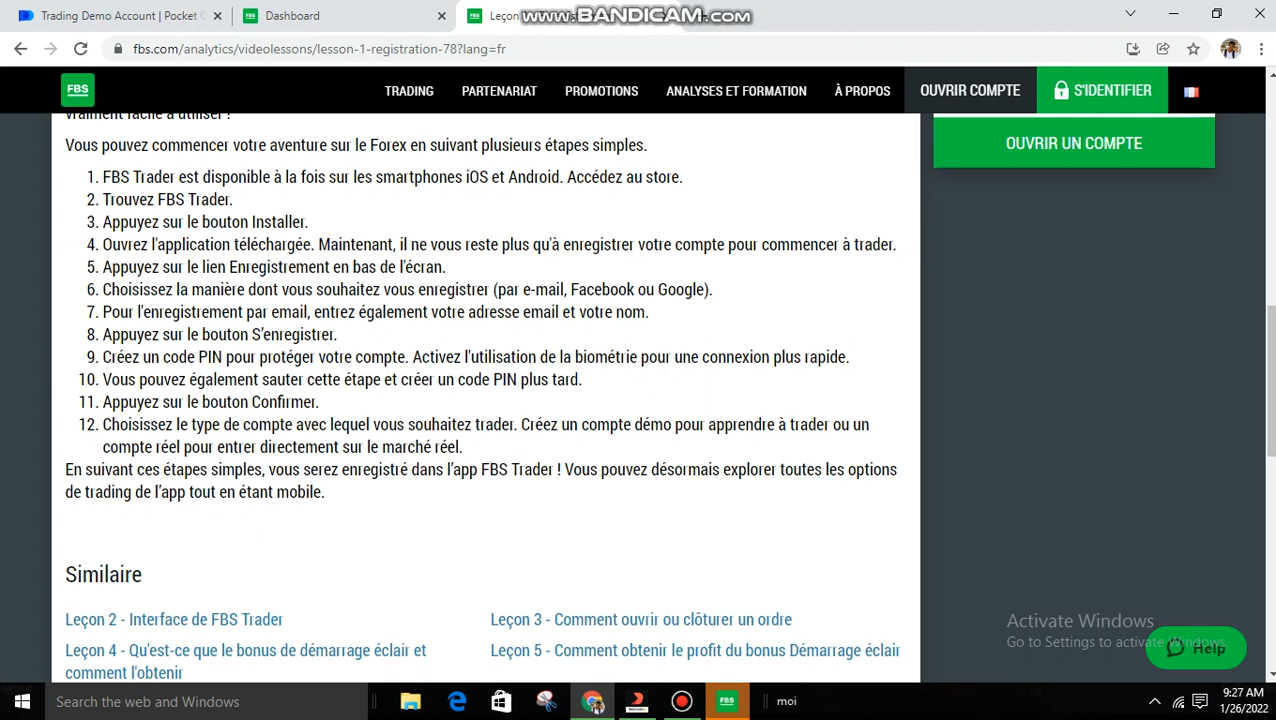 Trading Demo Account | Pocket
Dashboard
Leçon
www.BANDICAM.com
fbs.com/analytics/videolessons/lesson-1-registration-78?lang=fr
FBS
TRADING PARTENARIAT PROMOTIONS ANALYSES ET FORMATION À PROPOS OUVRIR COMPTE S'IDENTIFIER
vraiment facile à utiliser !
OUVRIR UN COMPTE
Vous pouvez commencer votre aventure sur le Forex en suivant plusieurs étapes simples.
1. FBS Trader est disponible à la fois sur les smartphones iOS et Android. Accédez au store.
2. Trouvez FBS Trader.
3. Appuyez sur le bouton Installer.
4. Ouvrez l'application téléchargée. Maintenant, il ne vous reste plus qu'à enregistrer votre compte pour commencer à trader.
5. Appuyez sur le lien Enregistrement en bas de l'écran.
6. Choisissez la manière dont vous souhaitez vous enregistrer (par e-mail, Facebook ou Google).
7. Pour l'enregistrement par email, entrez également votre adresse email et votre nom.
8. Appuyez sur le bouton S'enregistrer.
9. Créez un code PIN pour protéger votre compte. Activez l'utilisation de la biométrie pour une connexion plus rapide.
10. Vous pouvez également sauter cette étape et créer un code PIN plus tard.
11. Appuyez sur le bouton Confirmer.
12. Choisissez le type de compte avec lequel vous souhaitez trader. Créez un compte démo pour apprendre à trader ou un
compte réel pour entrer directement sur le marché réel.
En suivant ces étapes simples, vous serez enregistré dans l'app FBS Trader ! Vous pouvez désormais explorer toutes les options
de trading de l'app tout en étant mobile.
Similaire
Leçon 2 - Interface de FBS Trader
Leçon 3 - Comment ouvrir ou clôturer un ordre
Leçon 4 - Qu'est-ce que le bonus de démarrage éclair et
comment l'obtenir
Leçon 5 - Comment obtenir le profit du bonus Démarrage éclair
Activate Windows
Go to Settings to activate Windows.
Help
Search the web and Windows
FBS
moi
9:27 AM
1/26/2022